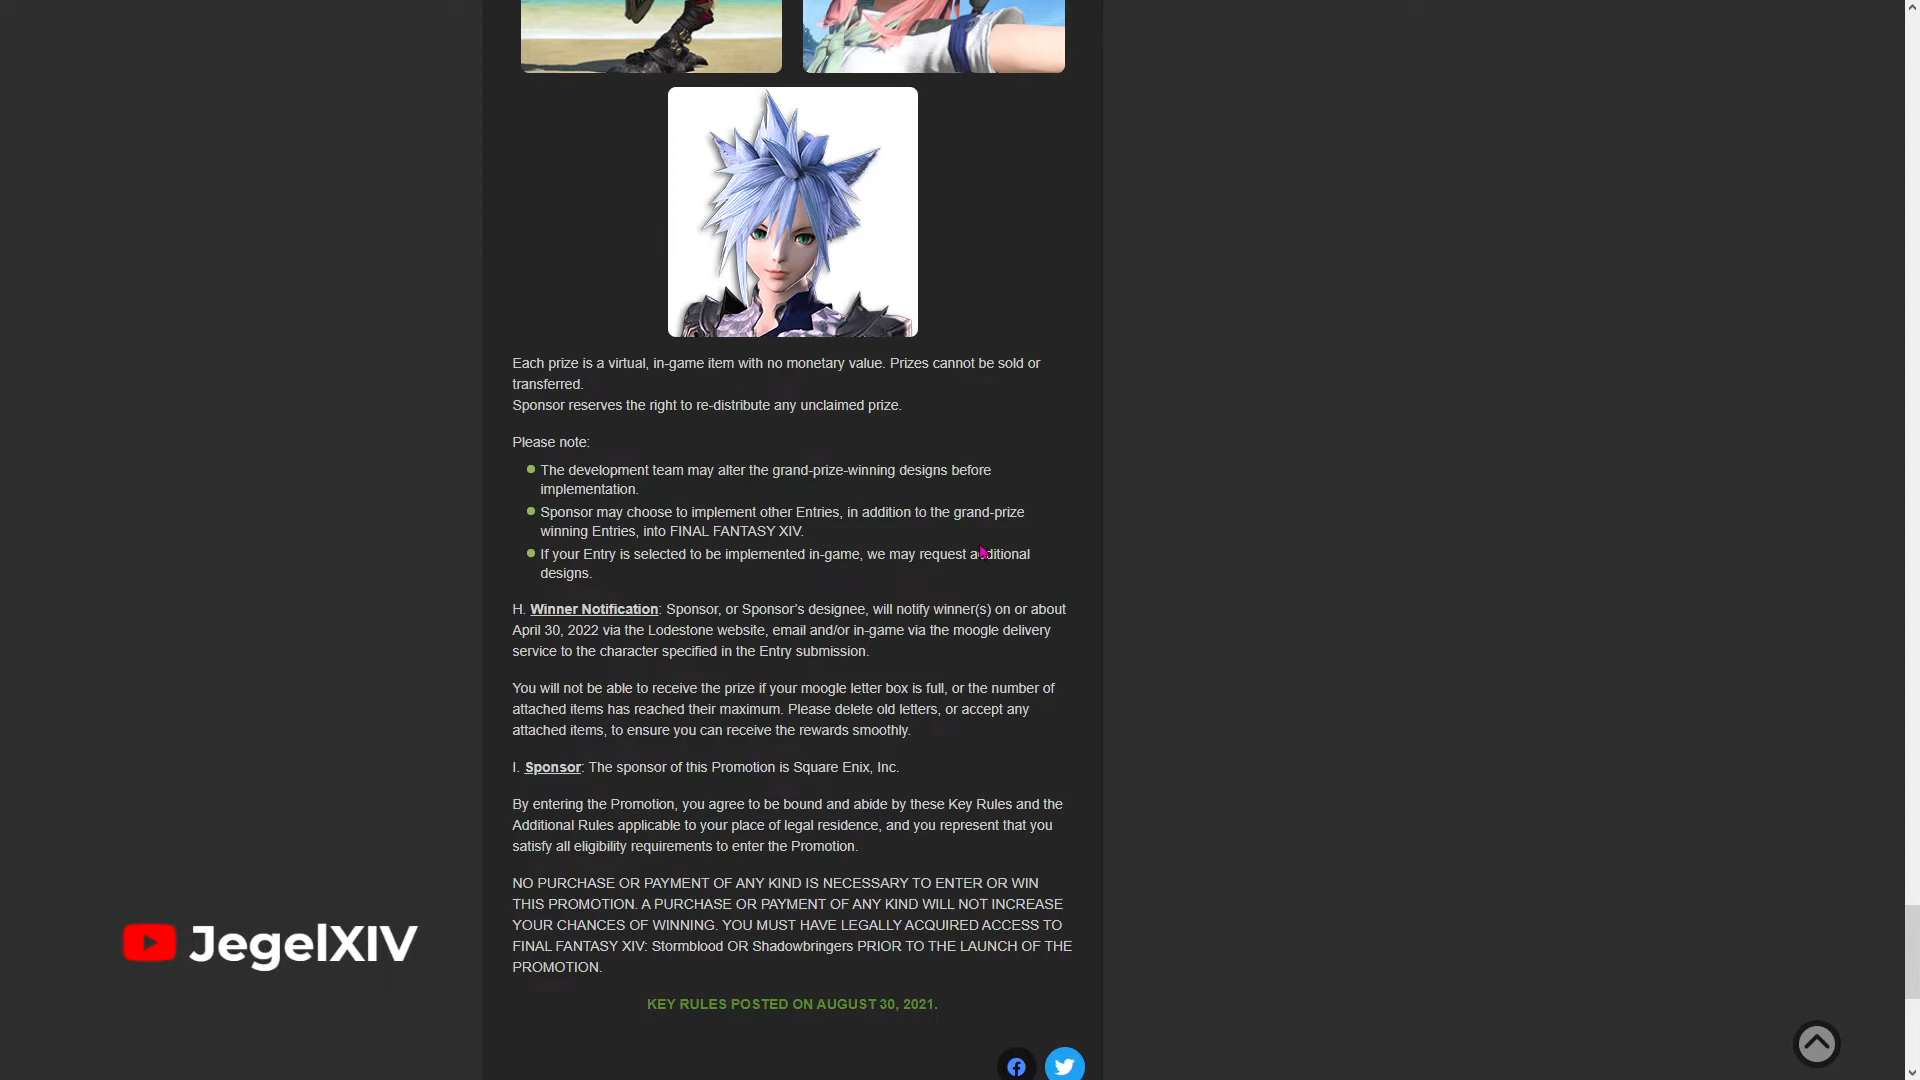 Each prize is a virtual, in-game item with no monetary value. Prizes cannot be sold or
transferred.
Sponsor reserves the right to re-distribute any unclaimed prize.
Please note:
The development team may alter the grand-prize-winning designs before
implementation.
Sponsor may choose to implement other Entries, in addition to the grand-prize
winning Entries, into FINAL FANTASY XIV.
If your Entry is selected to be implemented in-game, we may request additional
designs.
H. Winner Notification: Sponsor, or Sponsor's designee, will notify winner(s) on or about
April 30, 2022 via the Lodestone website, email and/or in-game via the moogle delivery
service to the character specified in the Entry submission.
You will not be able to receive the prize if your moogle letter box is full, or the number of
attached items has reached their maximum. Please delete old letters, or accept any
attached items, to ensure you can receive the rewards smoothly.
I. Sponsor: The sponsor of this Promotion is Square Enix, Inc.
By entering the Promotion, you agree to be bound and abide by these Key Rules and the
Additional Rules applicable to your place of legal residence, and you represent that you
satisfy all eligibility requirements to enter the Promotion.
NO PURCHASE OR PAYMENT OF ANY KIND IS NECESSARY TO ENTER OR WIN
THIS PROMOTION. A PURCHASE OR PAYMENT OF ANY KIND WILL NOT INCREASE
YOUR CHANCES OF WINNING. YOU MUST HAVE LEGALLY ACQUIRED ACCESS TO
FINAL FANTASY XIV: Stormblood OR Shadowbringers PRIOR TO THE LAUNCH OF THE
PROMOTION.
JegelXIV
KEY RULES POSTED ON AUGUST 30, 2021.